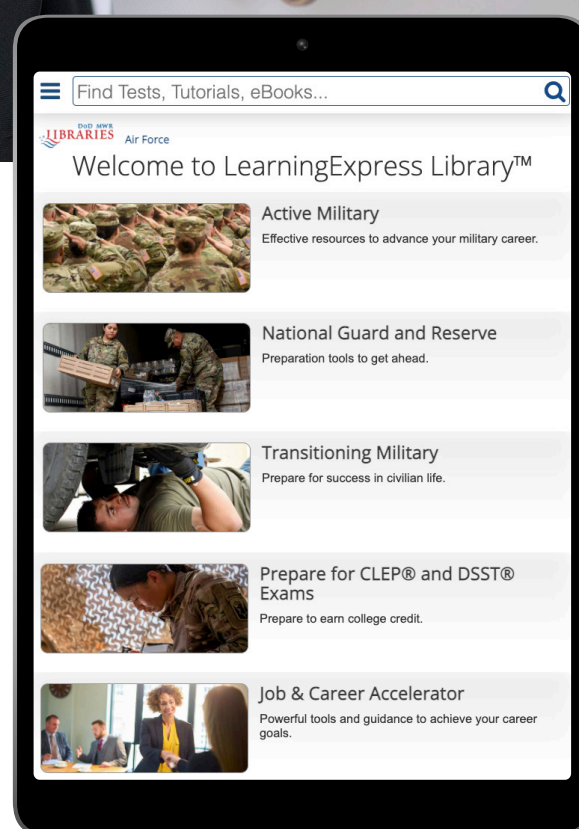 Find Tests, Tutorials, eBooks...
DOD MWR
LIBRARIES
Air Force
Welcome to LearningExpress Library™
Active Military
Effective resources to advance your military career.
National Guard and Reserve
Preparation tools to get ahead.
Transitioning Military
Prepare for success in civilian life.
Prepare for CLEP® and DSST®
Exams
Prepare to earn college credit.
Job & Career Accelerator
Powerful tools and guidance to achieve your career
goals.